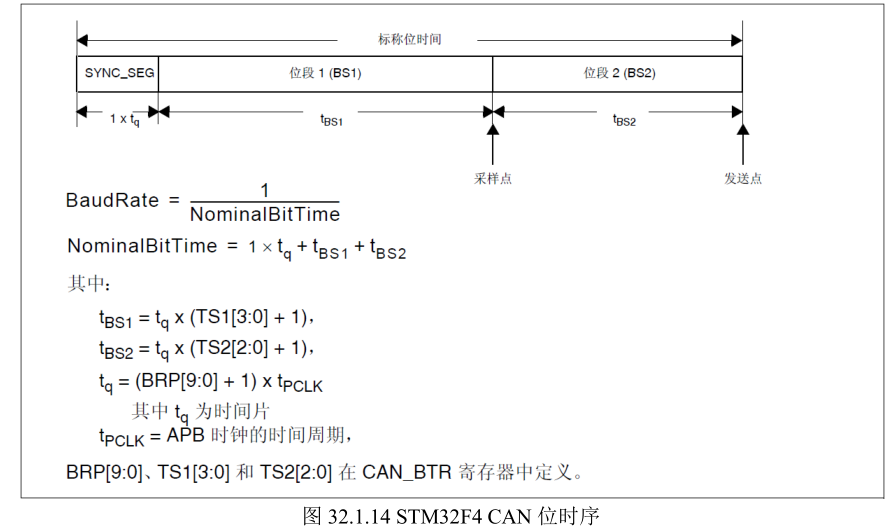 标称位时间
SYNC_SEG 位段 1 (BS1) 位段 2 (BS2)
1 x tq tBS1 tBS2
采样点 发送点
BaudRate = 1 / NominalBitTime
NominalBitTime = 1 × tq + tBS1 + tBS2
其中:
tBS1 = tq x (TS1[3:0] + 1),
tBS2 = tq x (TS2[2:0] + 1),
tq = (BRP[9:0] + 1) x tPCLK
其中 tq 为时间片
tPCLK = APB 时钟的时间周期,
BRP[9:0]、TS1[3:0] 和 TS2[2:0] 在 CAN_BTR 寄存器中定义。
图 32.1.14 STM32F4 CAN 位时序